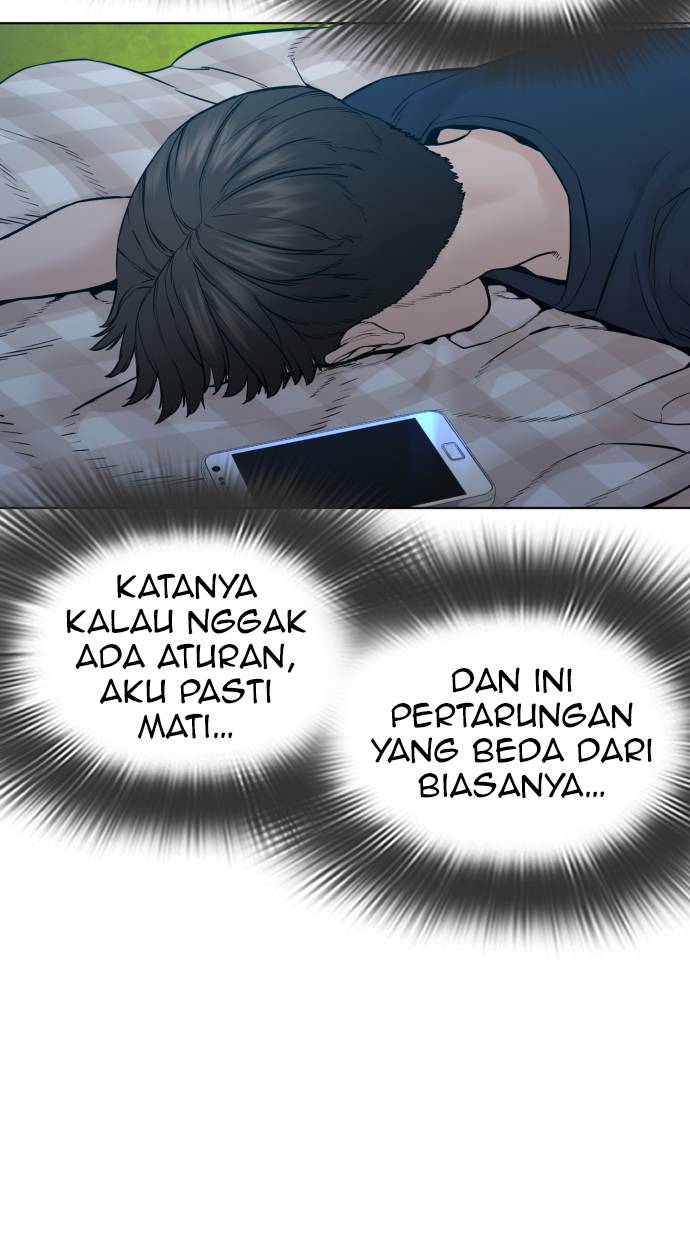 KATANYA
KALAU NGGAK
ADA ATURAN,
AKU PASTI
MATI...
DAN INI
PERTARUNGAN
YANG BEDA DARI
BIASANYA...